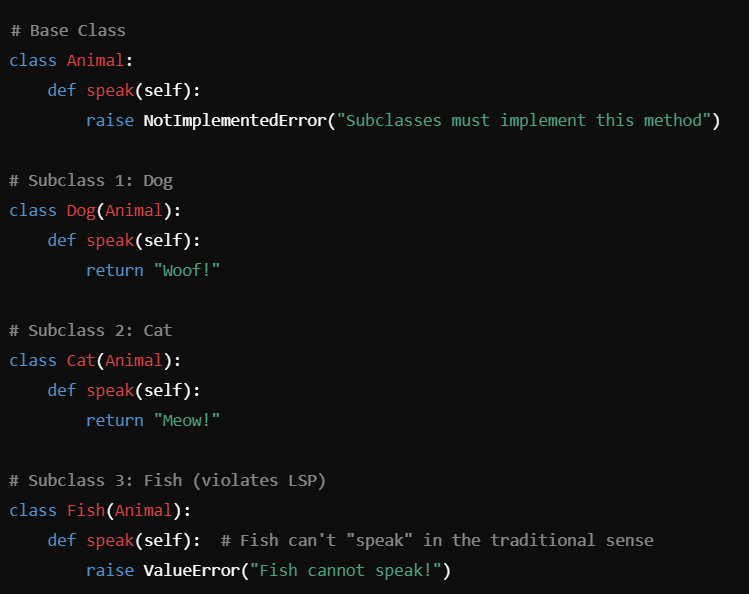 # Base Class
class Animal:
    def speak(self):
        raise NotImplementedError("Subclasses must implement this method")

# Subclass 1: Dog
class Dog(Animal):
    def speak(self):
        return "Woof!"

# Subclass 2: Cat
class Cat(Animal):
    def speak(self):
        return "Meow!"

# Subclass 3: Fish (violates LSP)
class Fish(Animal):
    def speak(self):  # Fish can't "speak" in the traditional sense
        raise ValueError("Fish cannot speak!")